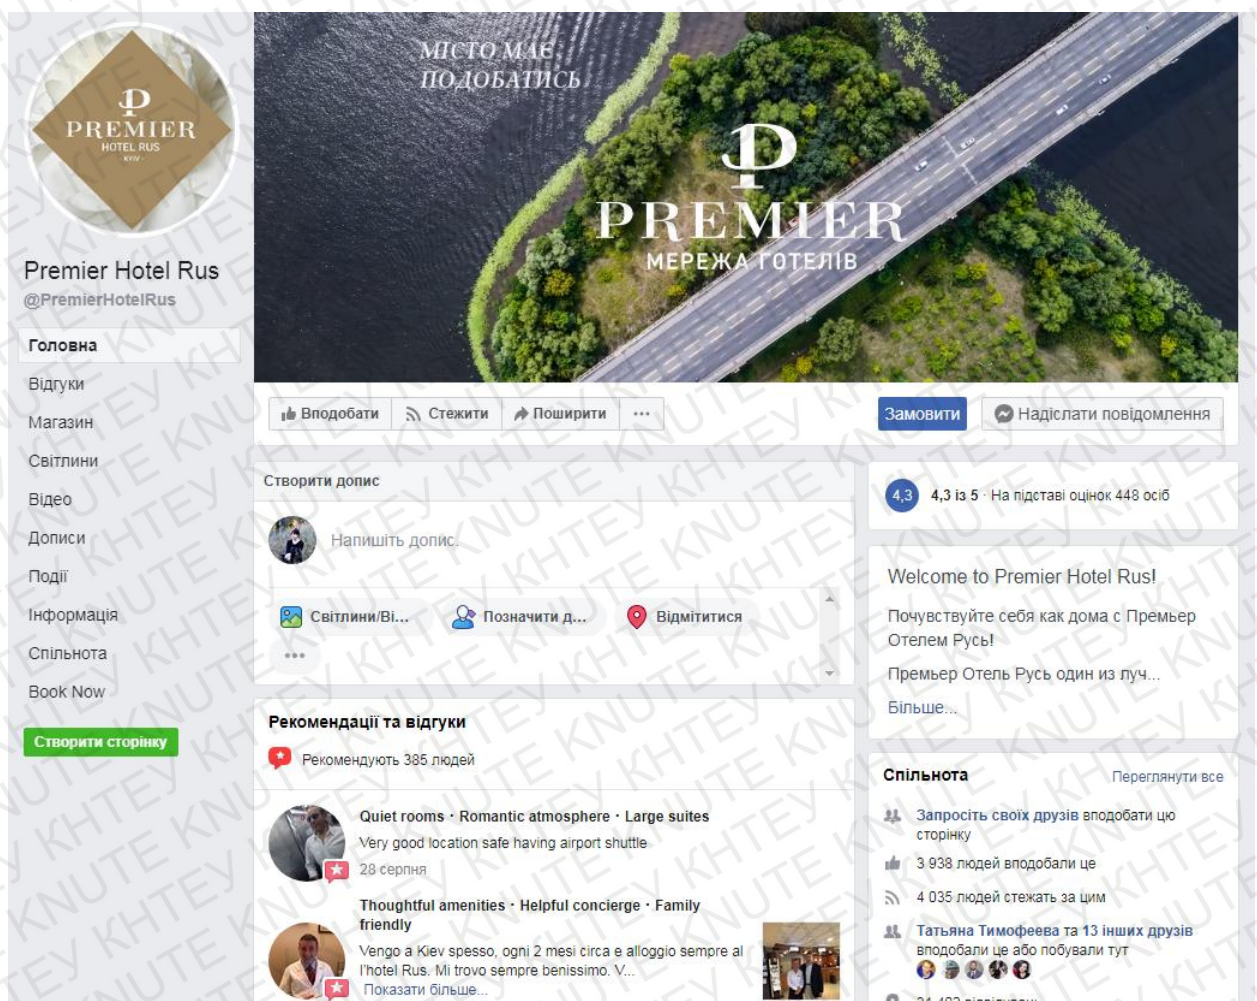 PREMIER
HOTEL RUS
- KYIV -
Premier Hotel Rus
@PremierHotelRus
Головна
Відгуки
Магазин
Світлини
Відео
Дописи
Події
Інформація
Спільнота
Book Now
Створити сторінку
МІСТО МАЄ
ПОДОБАТИСЬ
PREMIER
МЕРЕЖА ГОТЕЛІВ
Вподобати
Стежити
Поширити
...
Замовити
Надіслати повідомлення
Створити допис
Напишіть допис.
Світлини/Ві...
Позначити д...
Відмітитися
...
Рекомендації та відгуки
Рекомендують 385 людей
Quiet rooms · Romantic atmosphere · Large suites
Very good location safe having airport shuttle
28 серпня
Thoughtful amenities · Helpful concierge · Family
friendly
Vengo a Kiev spesso, ogni 2 mesi circa e alloggio sempre al
l'hotel Rus. Mi trovo sempre benissimo. V...
Показати більше...
4,3
4,3 із 5 · На підставі оцінок 448 осіб
Welcome to Premier Hotel Rus!
Почувствуйте себя как дома с Премьер
Отелем Русь!
Премьер Отель Русь один из луч...
Більше...
Спільнота
Переглянути все
Запросіть своїх друзів вподобати цю
сторінку
3 938 людей вподобали це
4 035 людей стежать за цим
Татьяна Тимофеева та 13 інших друзів
вподобали це або побували тут
KHTEY KNUTE